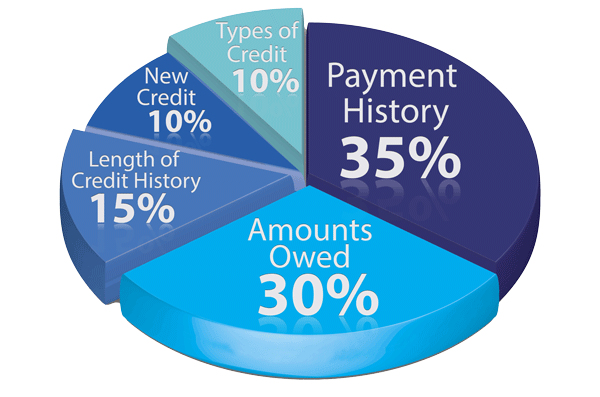 Types of
Credit
10%
Payment
History
35%
New
Credit
10%
Length of
Credit History
15%
Amounts
Owed
30%